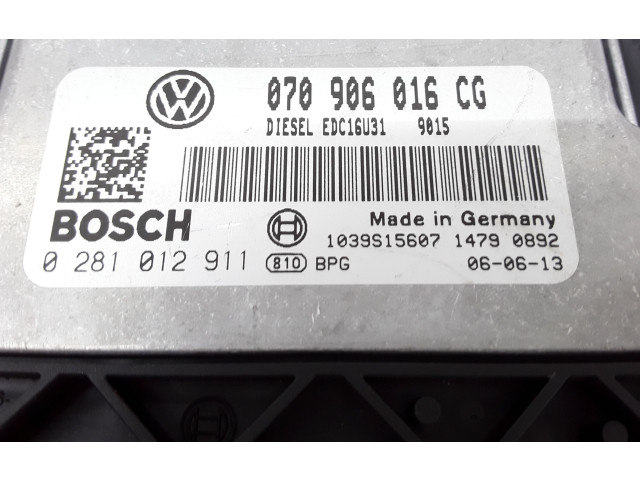 070 906 016 CG
DIESEL EDC16U31 9015
BOSCH
Made in Germany
1039S15607 1479 0892
0 281 012 911
810 BPG 06-06-13